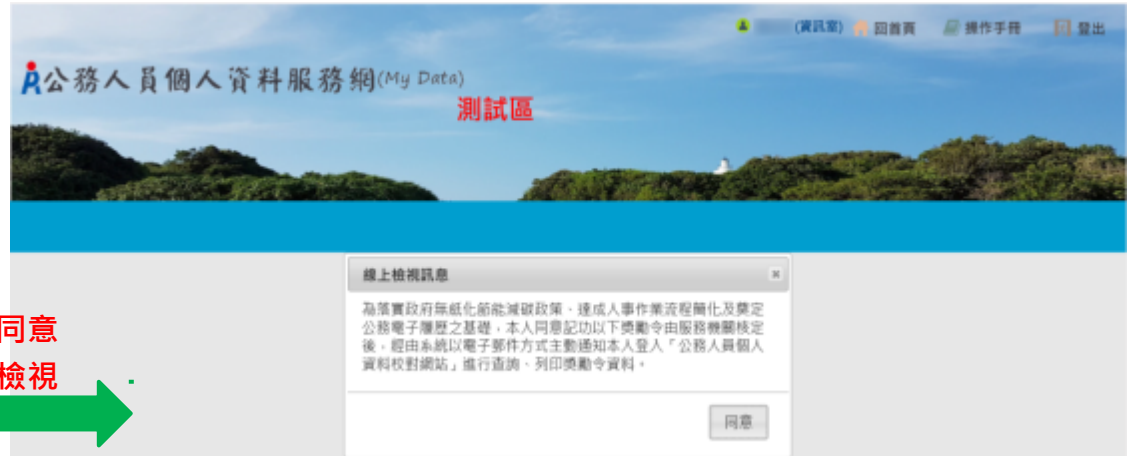 (資訊室) 回首頁 操作手冊 登出
公務人員個人資料服務網(My Data)
測試區
線上檢視訊息
為落實政府無紙化節能減碳政策、達成人事作業流程簡化及奠定
公務電子履歷之基礎，本人同意記功以下獎勵令由服務機關核定
後，經由系統以電子郵件方式主動通知本人登入「公務人員個人
資料校對網站」進行查詢、列印獎勵令資料。
同意
檢視
同意